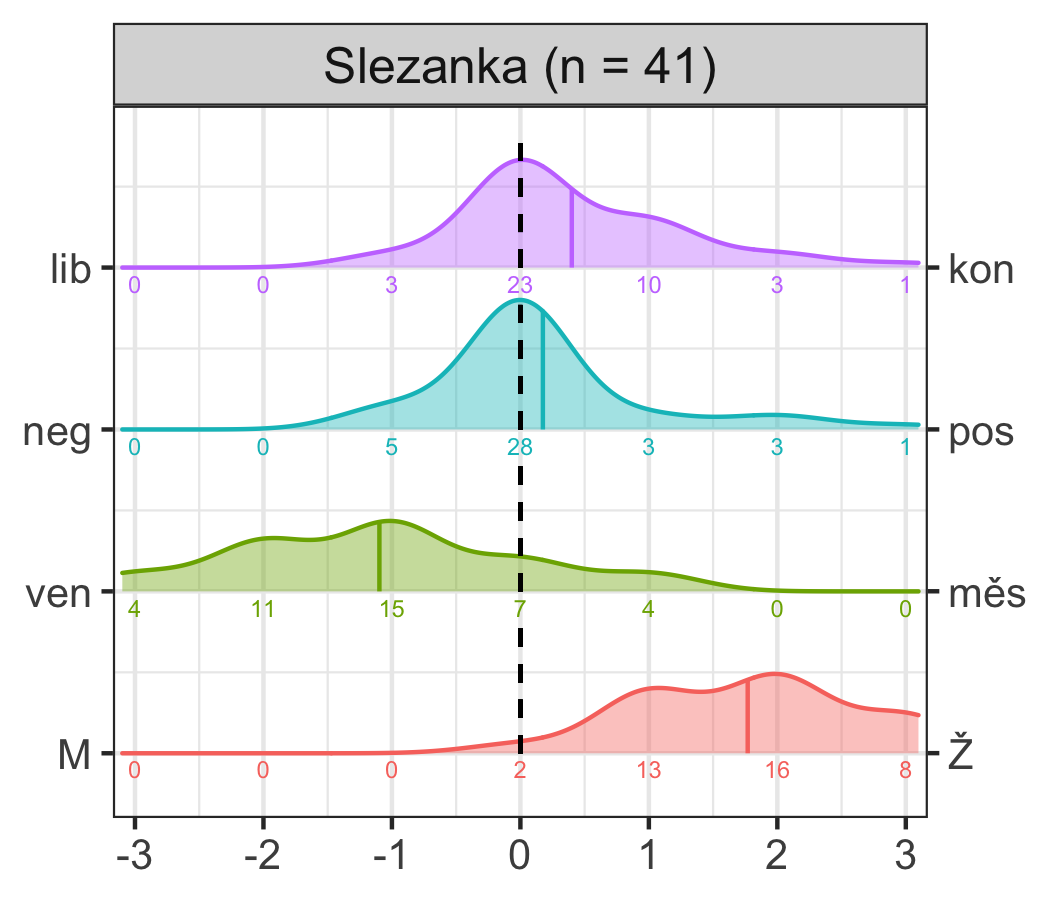 Slezanka (n = 41)
lib kon
0 0 3 23 10 3 1
neg pos
0 0 5 28 3 3 1
ven měs
4 11 15 7 4 0 0
M Ž
0 0 0 2 13 16 8
-3 -2 -1 0 1 2 3